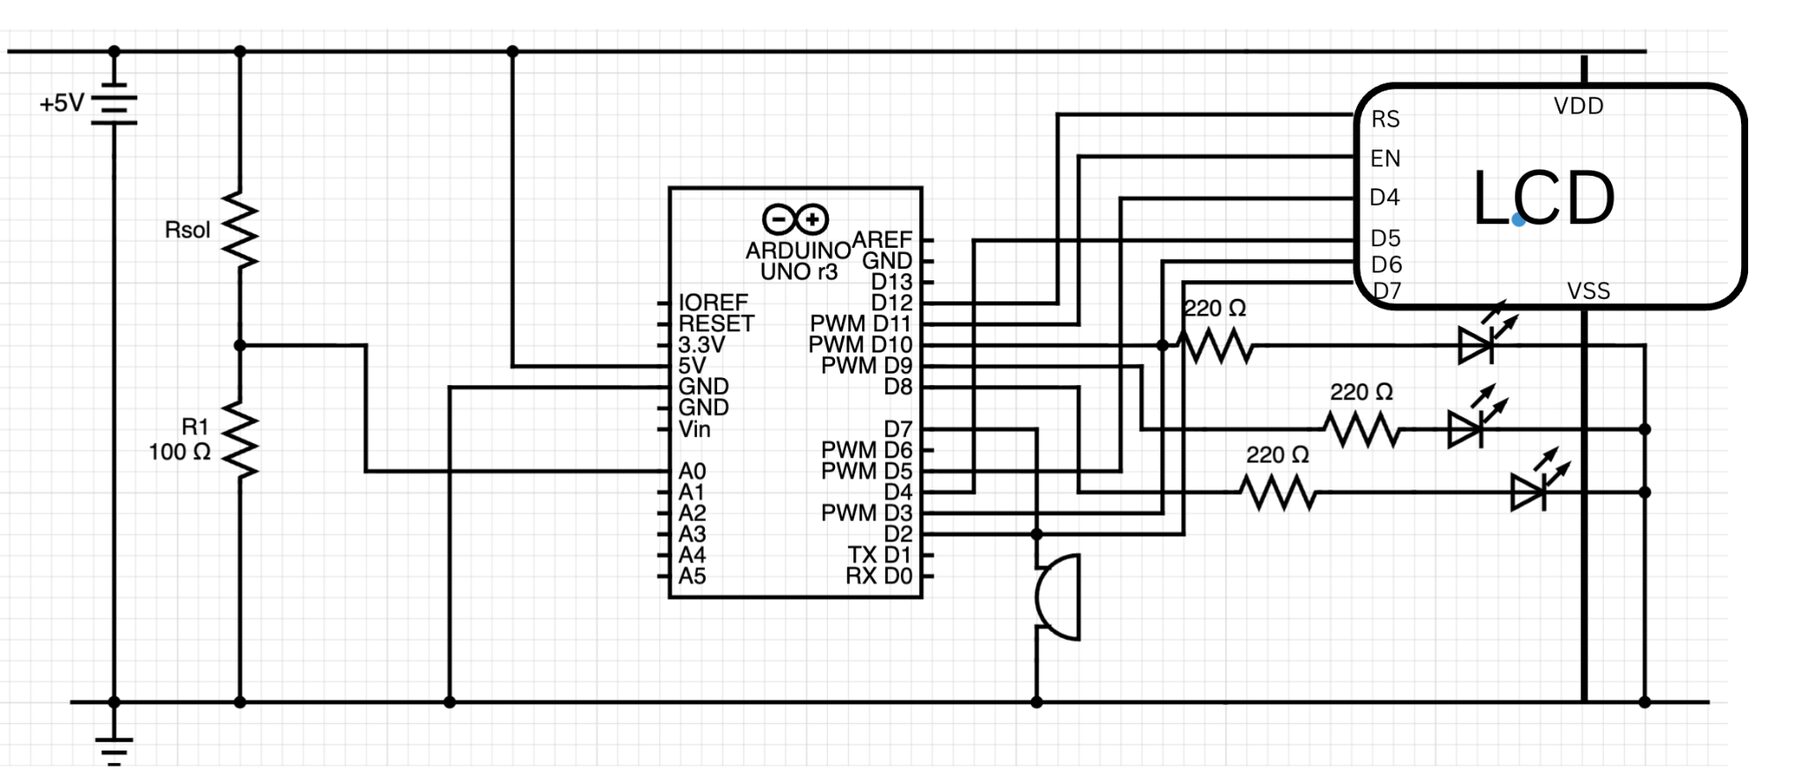 +5V
Rsol
R1
100 Ω
ARDUINO
UNO r3
IOREF
RESET
3.3V
5V
GND
GND
Vin
A0
A1
A2
A3
A4
A5
AREF
GND
D13
D12
PWM D11
PWM D10
PWM D9
D8
D7
PWM D6
PWM D5
D4
PWM D3
D2
TX D1
RX D0
RS
EN
D4
D5
D6
D7
VDD
LCD
VSS
220 Ω
220 Ω
220 Ω